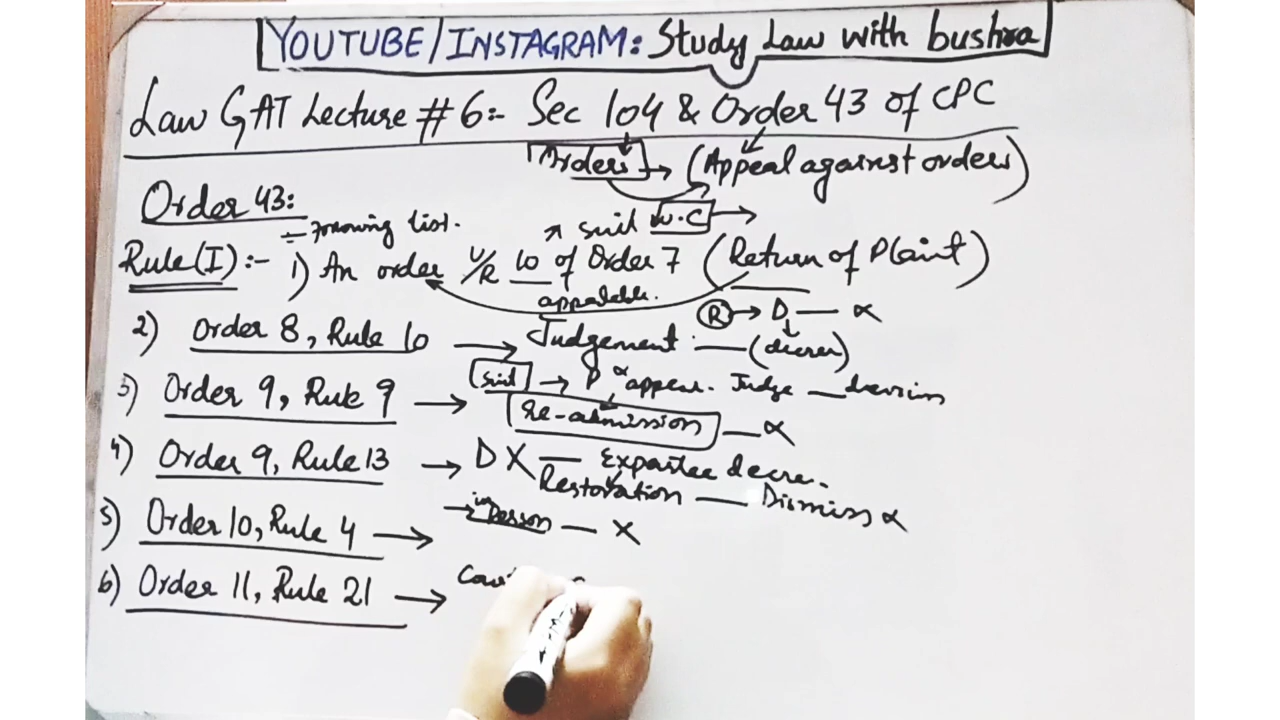 YOUTUBE/INSTAGRAM: Study Law with bushra
Law GAT Lecture # 6:- Sec 104 & Order 43 of CPC
Orders → (Appeal against orders)
Order 43:
following list.
suit W.C →
Rule(I):- 1) An order U/R 10 of Order 7 (Return of Plaint)
appealable.
R → D — ∝
2) Order 8, Rule 10 → Judgement — (decree)
3) Order 9, Rule 9 → suit → P ∝ appear. Judge — dismiss
Re-admission — ∝
4) Order 9, Rule 13 → D X — Expartee decree.
Restoration — Dismiss ∝
5) Order 10, Rule 4 → → in Person — X
6) Order 11, Rule 21 →